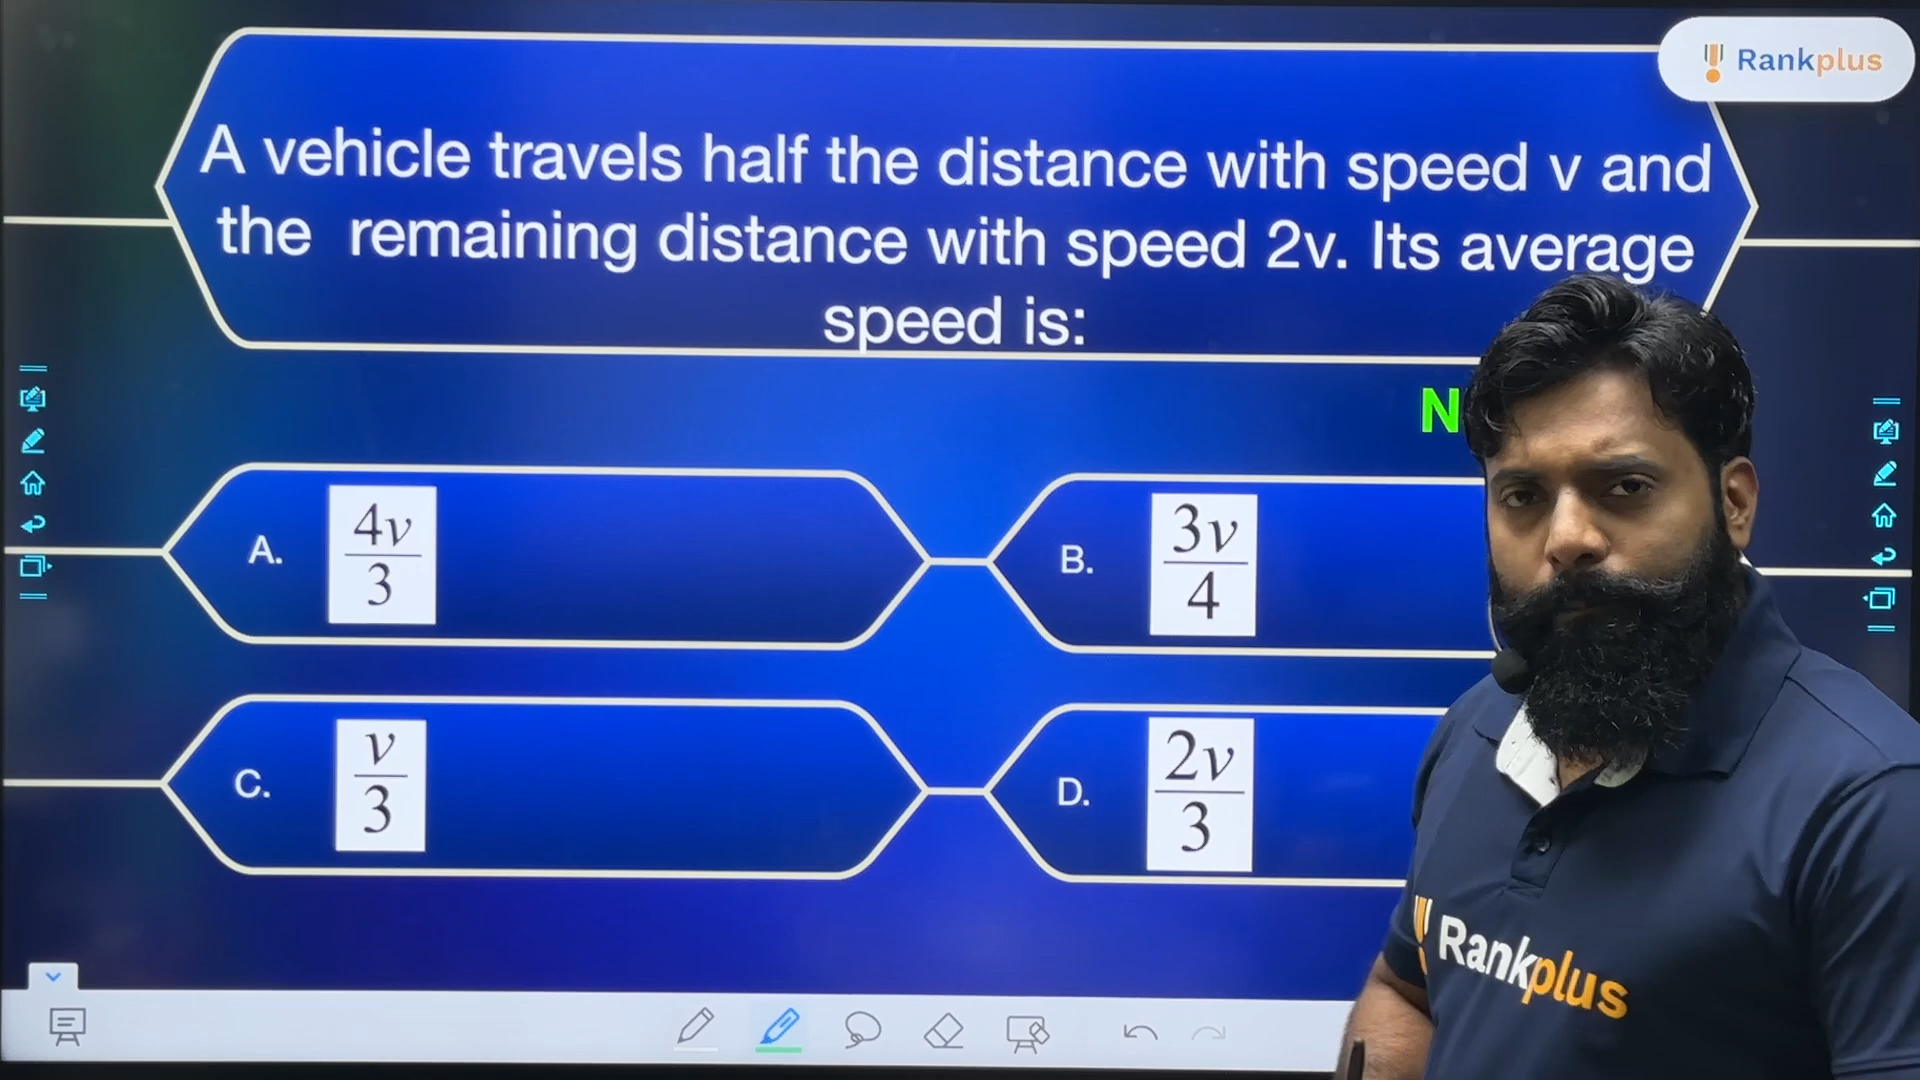 Rankplus
A vehicle travels half the distance with speed v and
the remaining distance with speed 2v. Its average
speed is:
N
A. 4v/3
B. 3v/4
C. v/3
D. 2v/3
Rankplus